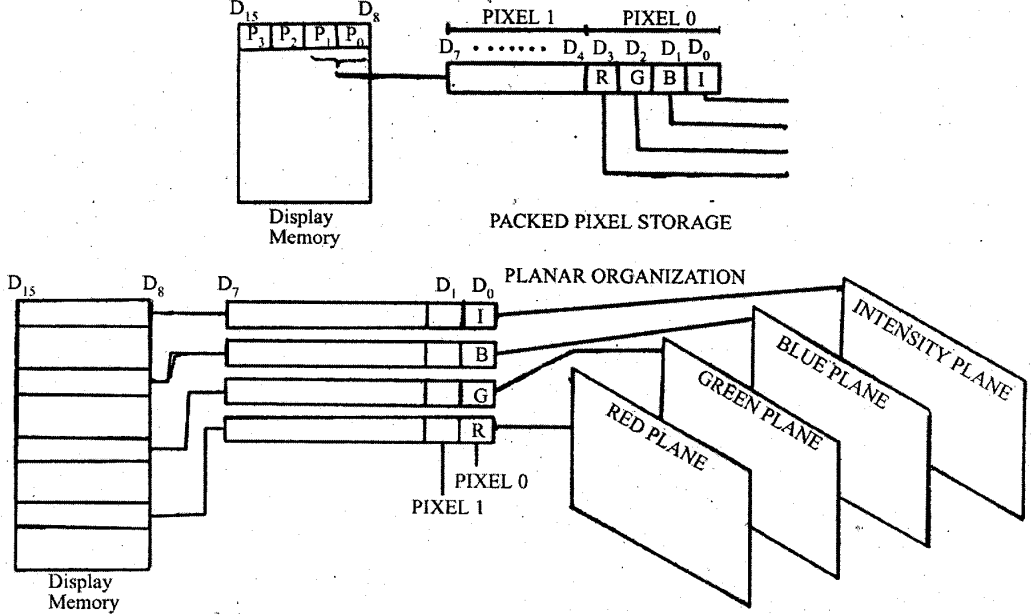 D15 D8
P3 P2 P1 P0
PIXEL 1 PIXEL 0
D7 ........ D4 D3 D2 D1 D0
R G B I
Display
Memory
PACKED PIXEL STORAGE
PLANAR ORGANIZATION
D15 D8 D7 D1 D0
I
B
G
R
PIXEL 0
PIXEL 1
INTENSITY PLANE
BLUE PLANE
GREEN PLANE
RED PLANE
Display
Memory